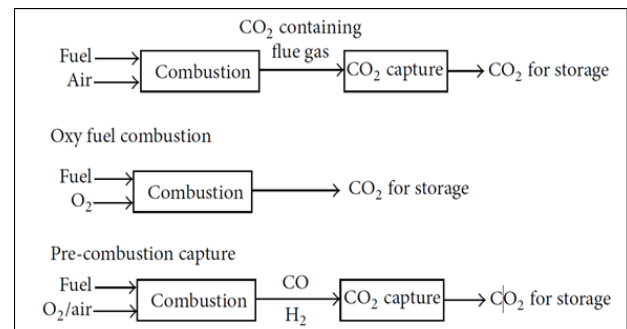 CO₂ containing
flue gas
Fuel
Air
Combustion
CO₂ capture
CO₂ for storage
Oxy fuel combustion
Fuel
O₂
Combustion
CO₂ for storage
Pre-combustion capture
Fuel
O₂/air
Combustion
CO
H₂
CO₂ capture
CO₂ for storage